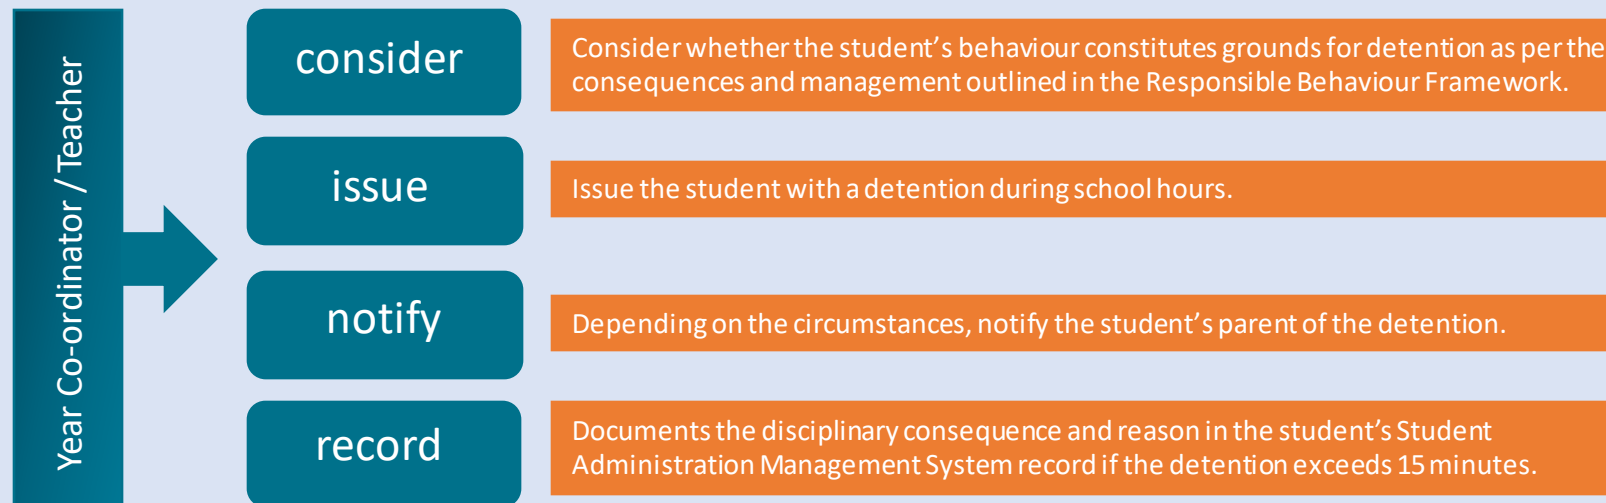 Year Co-ordinator / Teacher
consider
Consider whether the student's behaviour constitutes grounds for detention as per the
consequences and management outlined in the Responsible Behaviour Framework.
issue
Issue the student with a detention during school hours.
notify
Depending on the circumstances, notify the student's parent of the detention.
record
Documents the disciplinary consequence and reason in the student's Student
Administration Management System record if the detention exceeds 15 minutes.